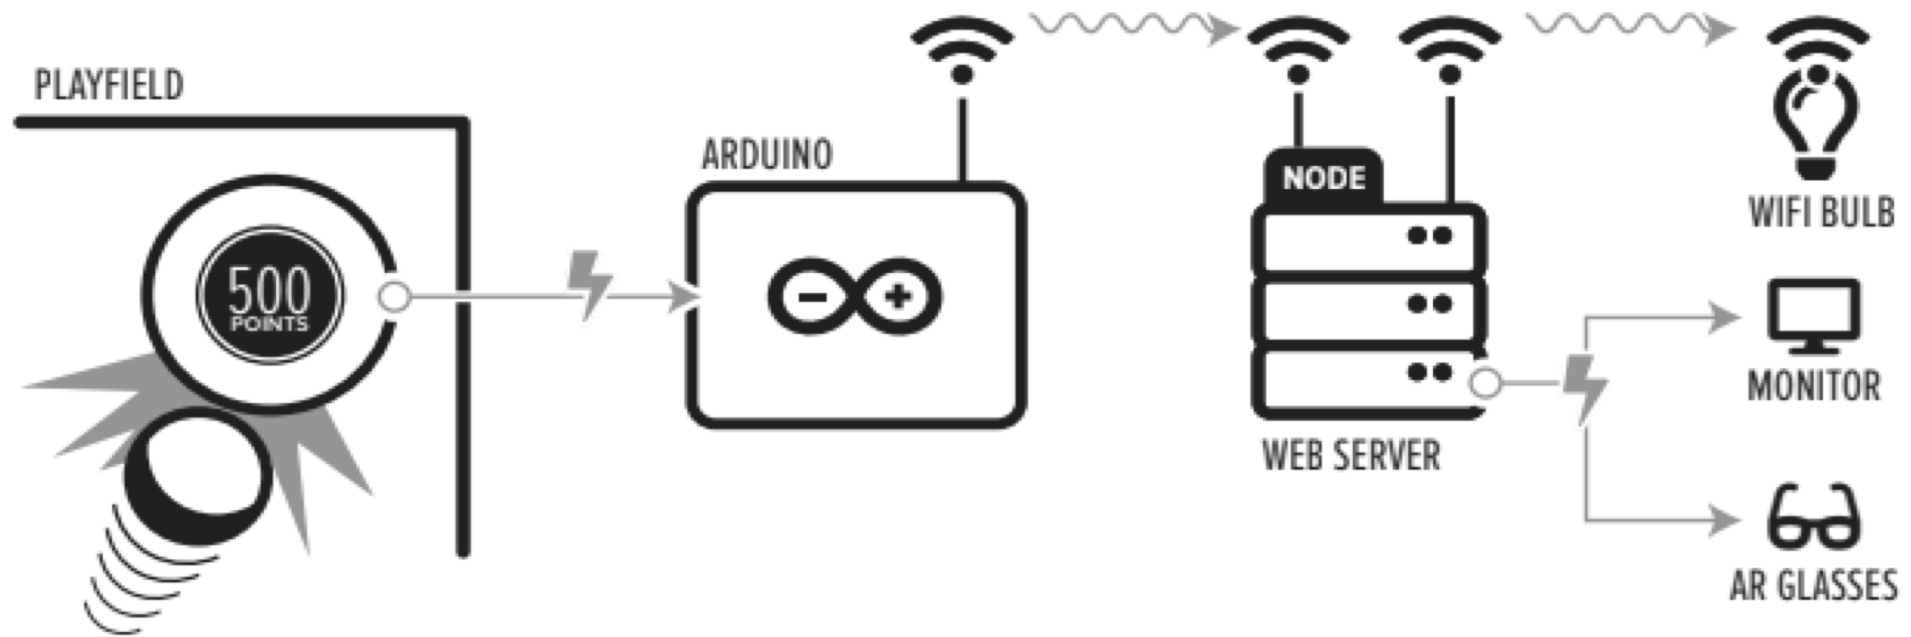 PLAYFIELD
500
POINTS
ARDUINO
NODE
WEB SERVER
WIFI BULB
MONITOR
AR GLASSES